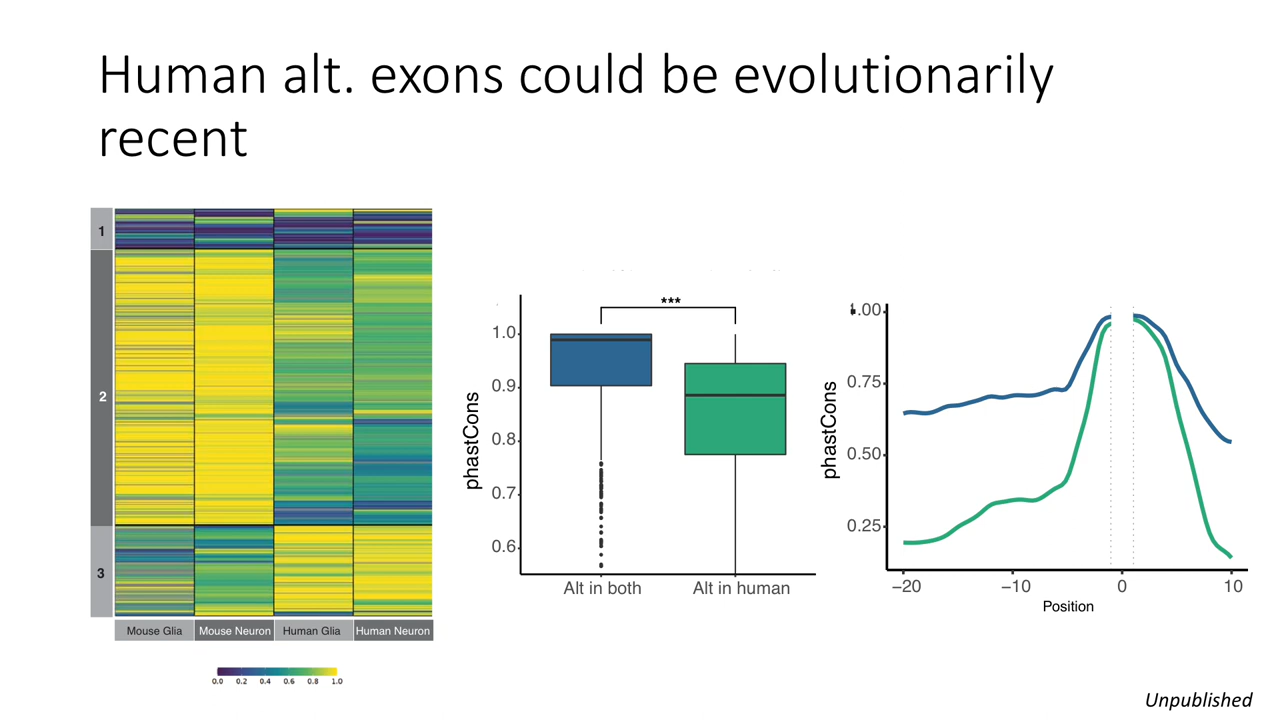 Human alt. exons could be evolutionarily
recent
1
2
3
Mouse Glia
Mouse Neuron
Human Glia
Human Neuron
0.0 0.2 0.4 0.6 0.8 1.0
***
phastCons
1.0
0.9
0.8
0.7
0.6
Alt in both
Alt in human
phastCons
1.00
0.75
0.50
0.25
−20
−10
0
10
Position
Unpublished